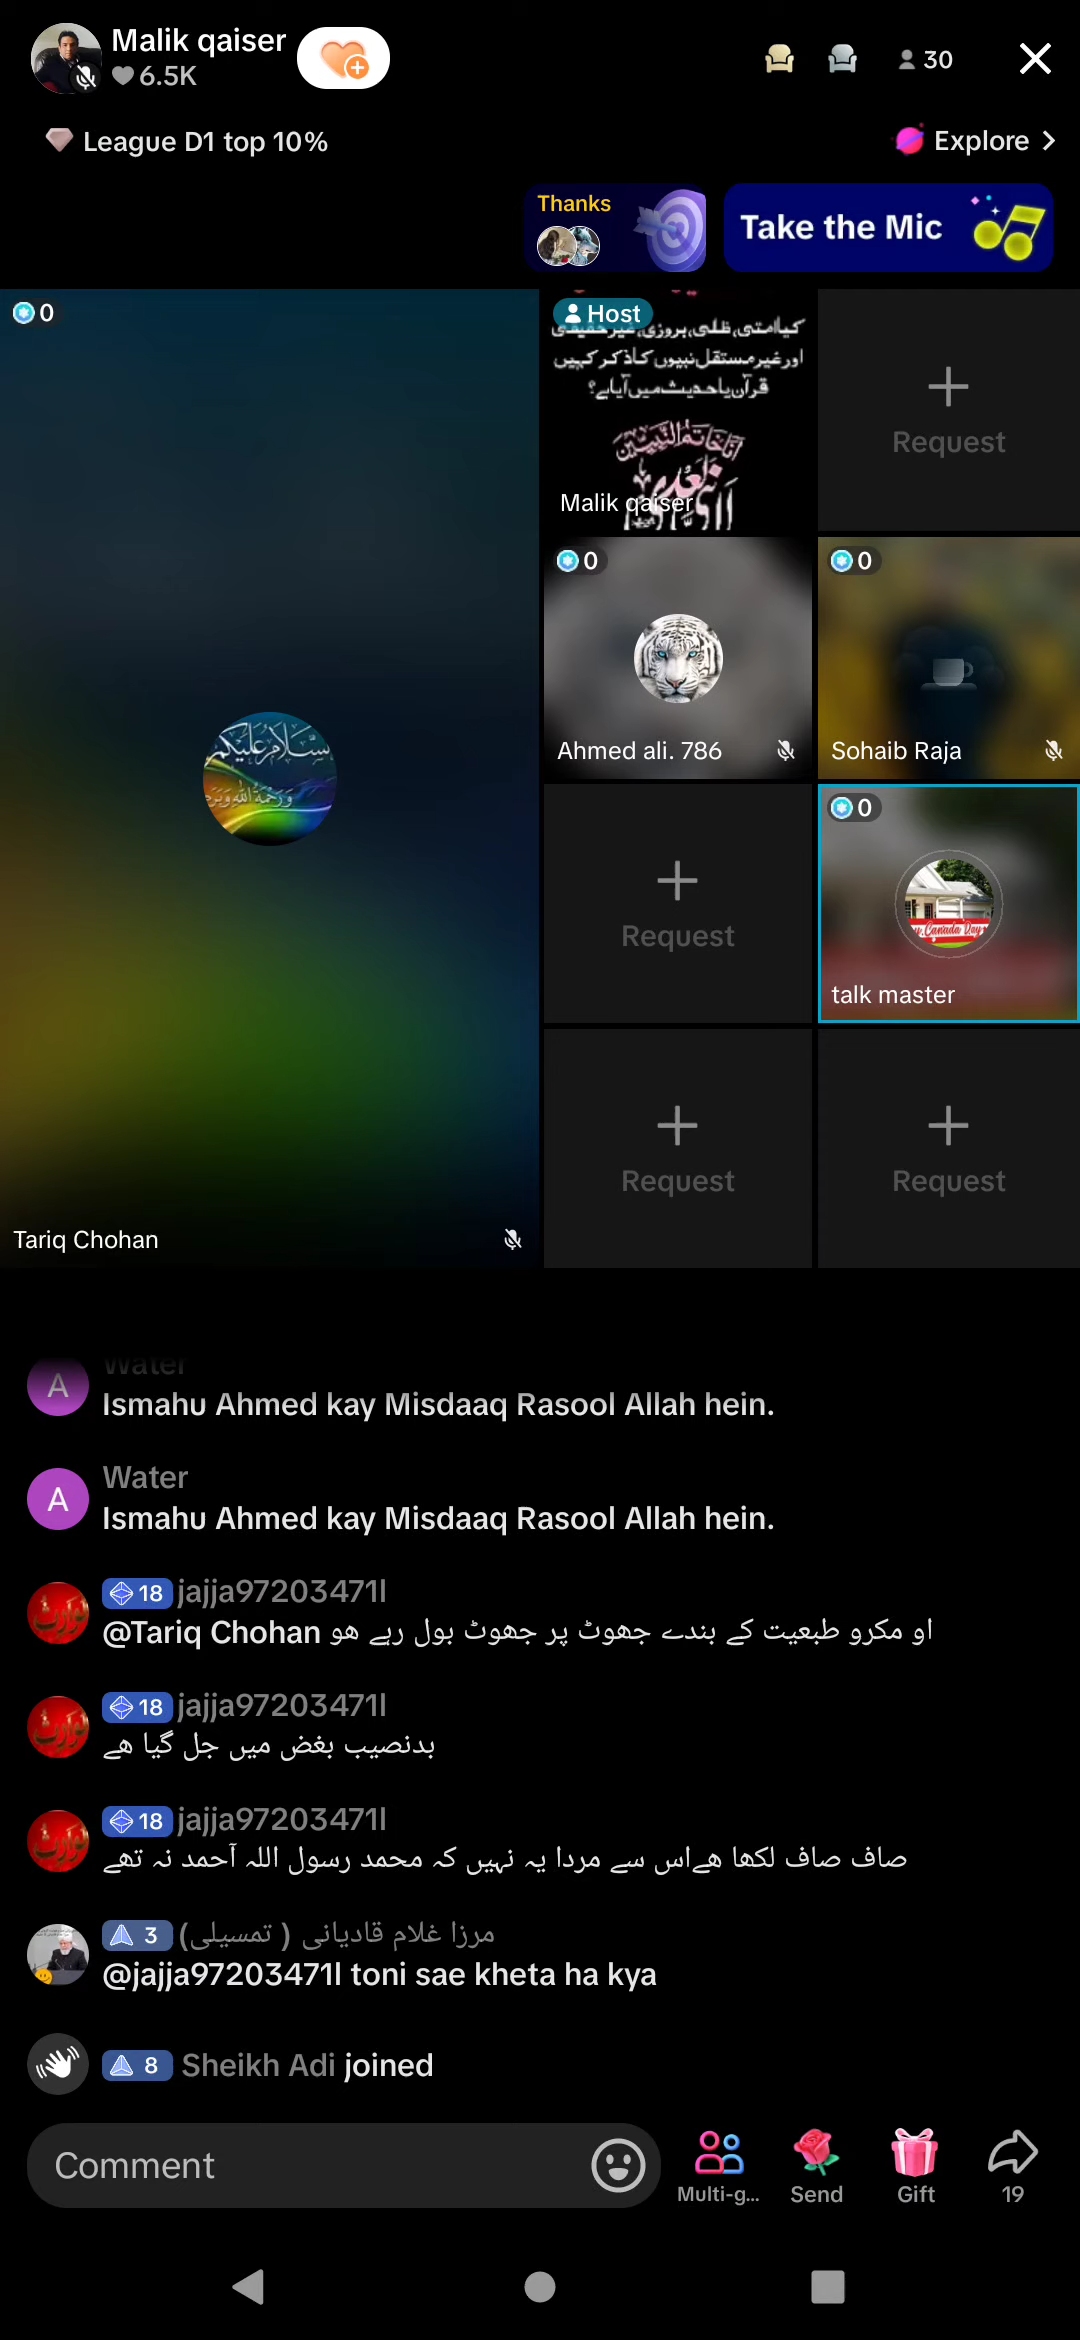 Malik qaiser
6.5K
30
League D1 top 10%
Explore
Thanks
Take the Mic
0
Host
کیا امتی، ظلی، بروزی، غیر حقیقی
اور غیر مستقل نبیوں کا ذکر کہیں
قرآن یا حدیث میں آیا ہے؟
اَنَا خَاتَمُ النَّبِیّٖنَ
Malik qaiser
Request
0
Ahmed ali. 786
0
Sohaib Raja
Request
0
Canada Day
talk master
Request
Request
Tariq Chohan
Water
Ismahu Ahmed kay Misdaaq Rasool Allah hein.
A
Water
Ismahu Ahmed kay Misdaaq Rasool Allah hein.
A
18 jajja97203471l
@Tariq Chohan او مکرو طبعیت کے بندے جھوٹ پر جھوٹ بول رہے ھو
18 jajja97203471l
بدنصیب بغض میں جل گیا ھے
18 jajja97203471l
صاف صاف لکھا ھےاس سے مردا یہ نہیں کہ محمد رسول اللہ آحمد نہ تھے
3 مرزا غلام قادیانی ( تمسیلی)
@jajja97203471l toni sae kheta ha kya
8 Sheikh Adi joined
Comment
Multi-g...
Send
Gift
19